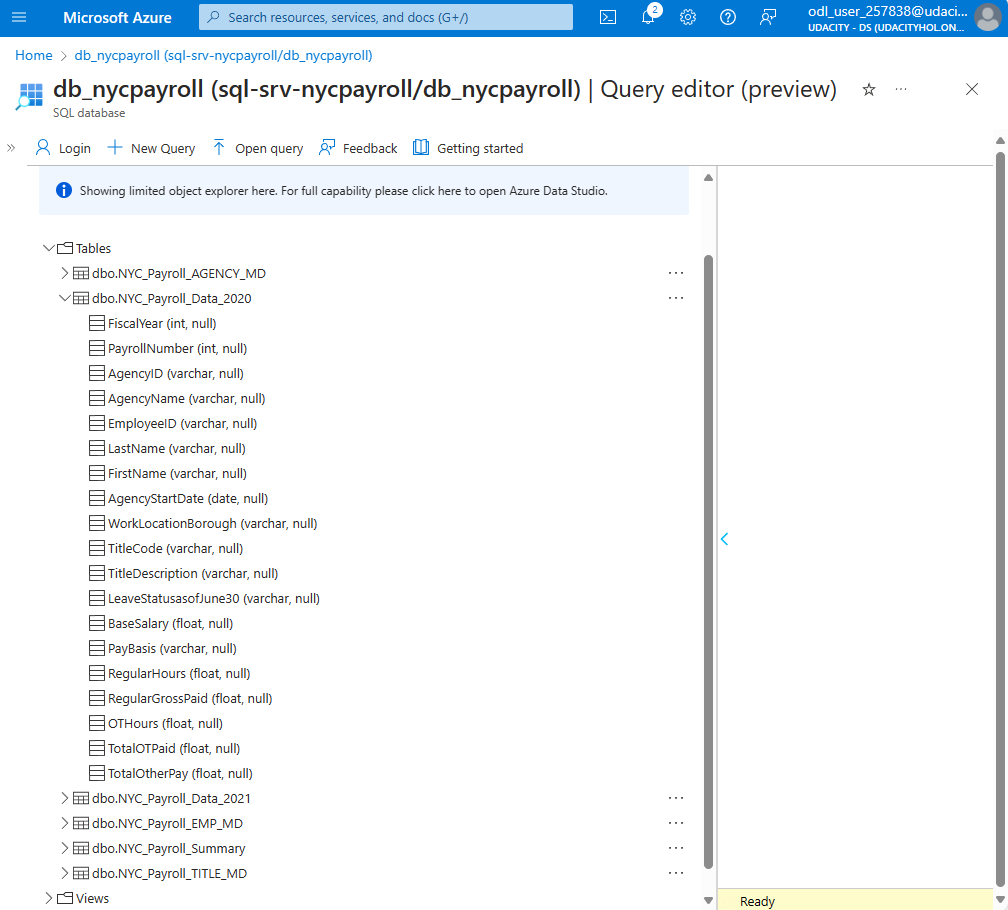 Microsoft Azure
Search resources, services, and docs (G+/)
2
odl_user_257838@udaci...
UDACITY - DS (UDACITYHOL.ON...
Home > db_nycpayroll (sql-srv-nycpayroll/db_nycpayroll)
db_nycpayroll (sql-srv-nycpayroll/db_nycpayroll) | Query editor (preview)
SQL database
Login
New Query
Open query
Feedback
Getting started
Showing limited object explorer here. For full capability please click here to open Azure Data Studio.
Tables
dbo.NYC_Payroll_AGENCY_MD
dbo.NYC_Payroll_Data_2020
FiscalYear (int, null)
PayrollNumber (int, null)
AgencyID (varchar, null)
AgencyName (varchar, null)
EmployeeID (varchar, null)
LastName (varchar, null)
FirstName (varchar, null)
AgencyStartDate (date, null)
WorkLocationBorough (varchar, null)
TitleCode (varchar, null)
TitleDescription (varchar, null)
LeaveStatusasofJune30 (varchar, null)
BaseSalary (float, null)
PayBasis (varchar, null)
RegularHours (float, null)
RegularGrossPaid (float, null)
OTHours (float, null)
TotalOTPaid (float, null)
TotalOtherPay (float, null)
dbo.NYC_Payroll_Data_2021
dbo.NYC_Payroll_EMP_MD
dbo.NYC_Payroll_Summary
dbo.NYC_Payroll_TITLE_MD
Views
Ready